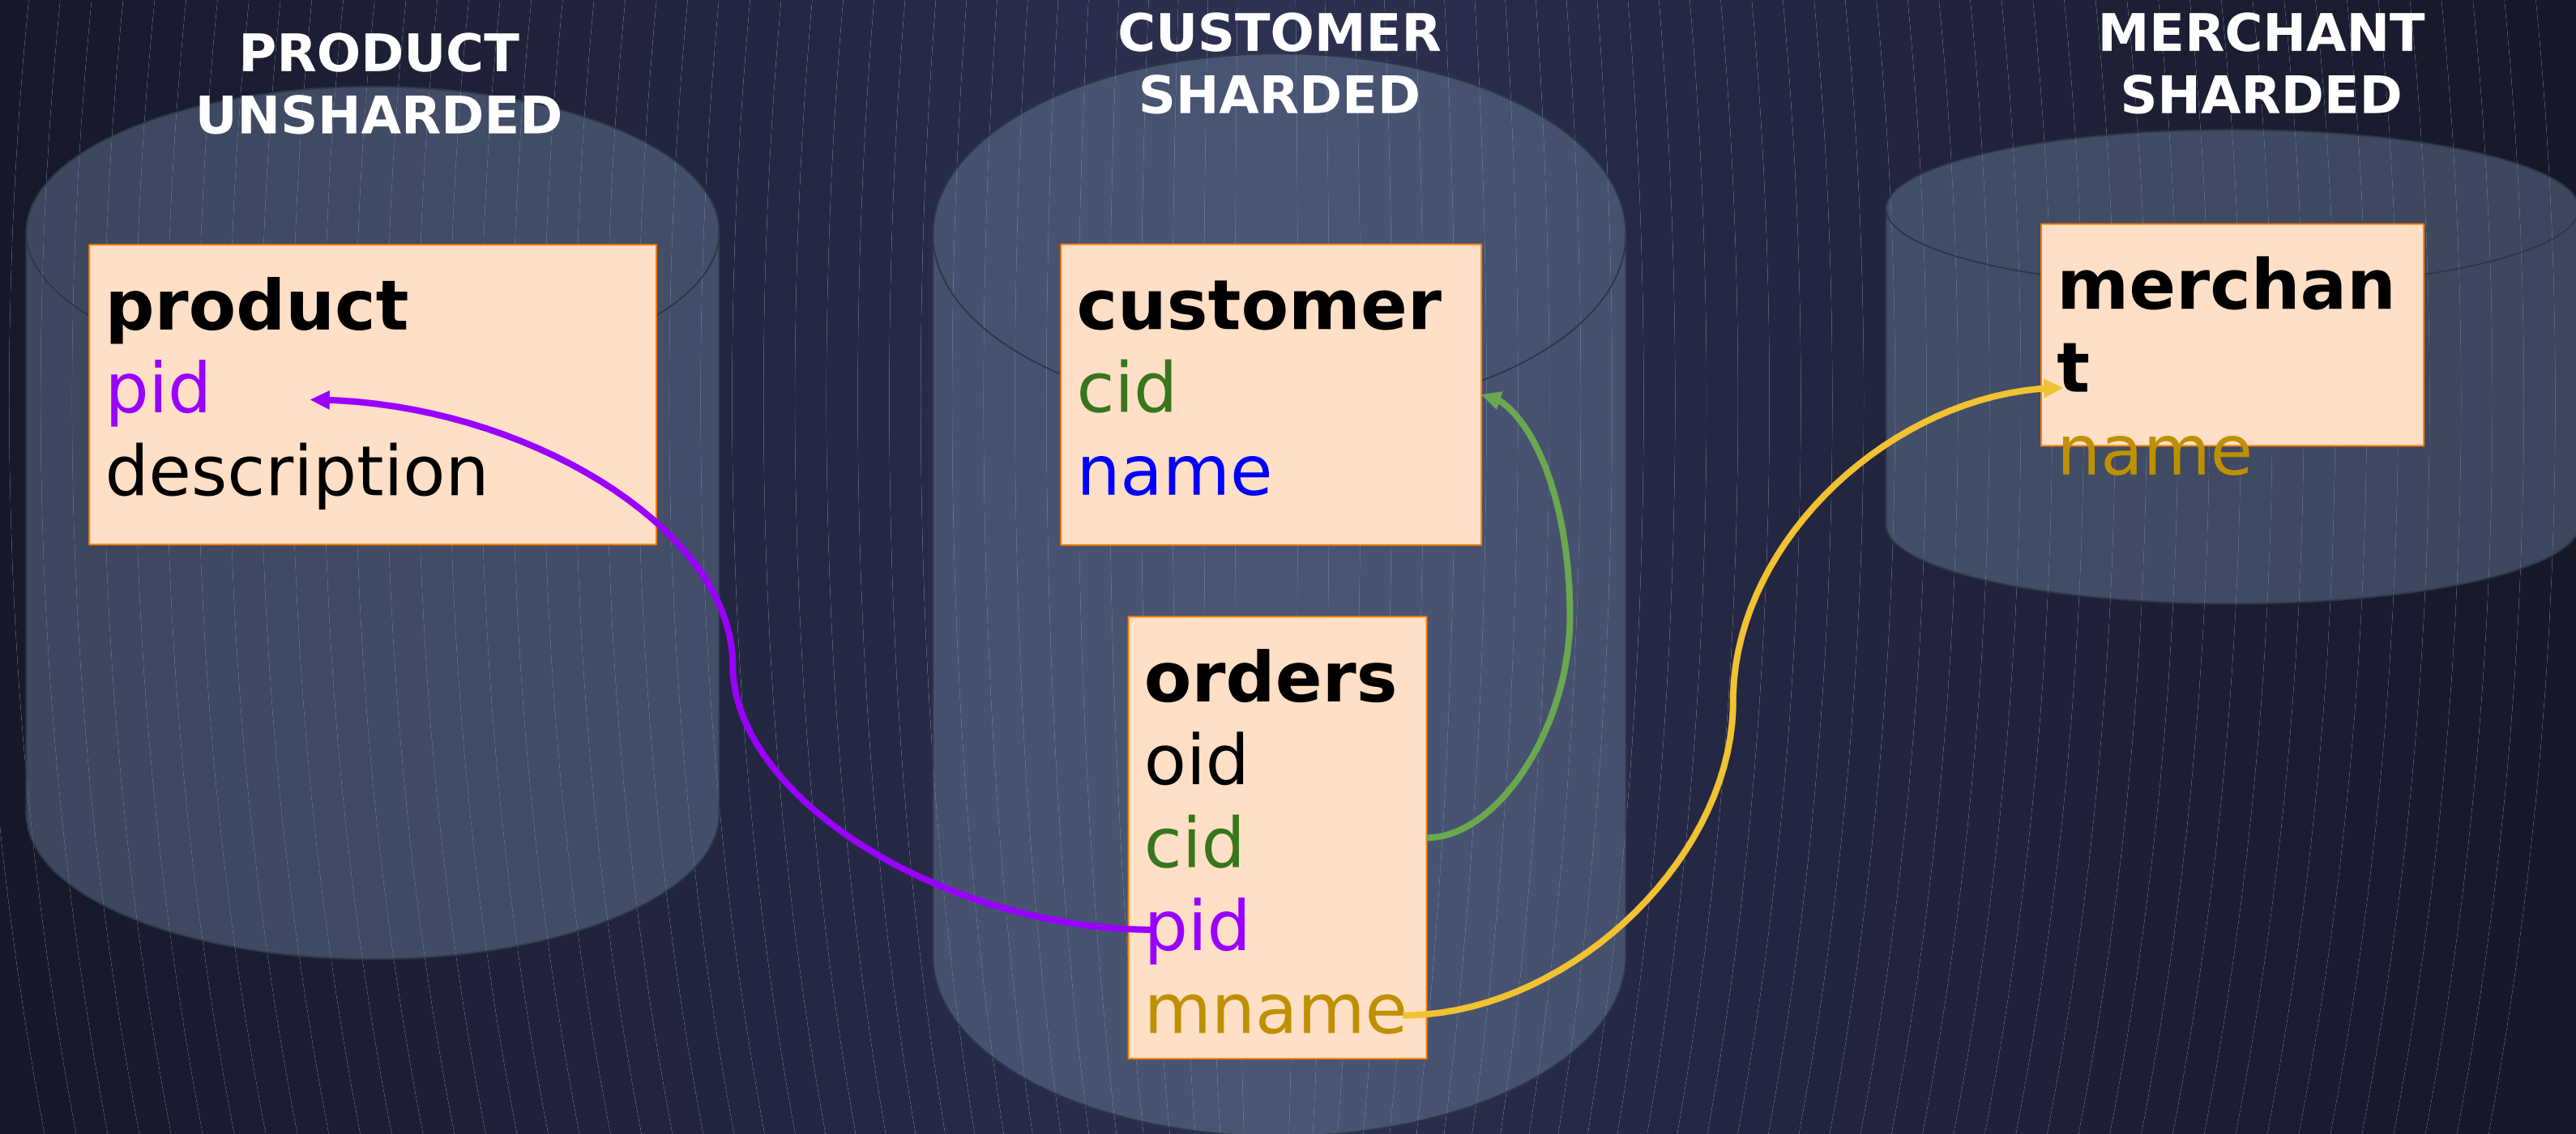 PRODUCT
UNSHARDED
product
pid
description
CUSTOMER
SHARDED
customer
cid
name
orders
oid
cid
pid
mname
MERCHANT
SHARDED
merchan
t
name